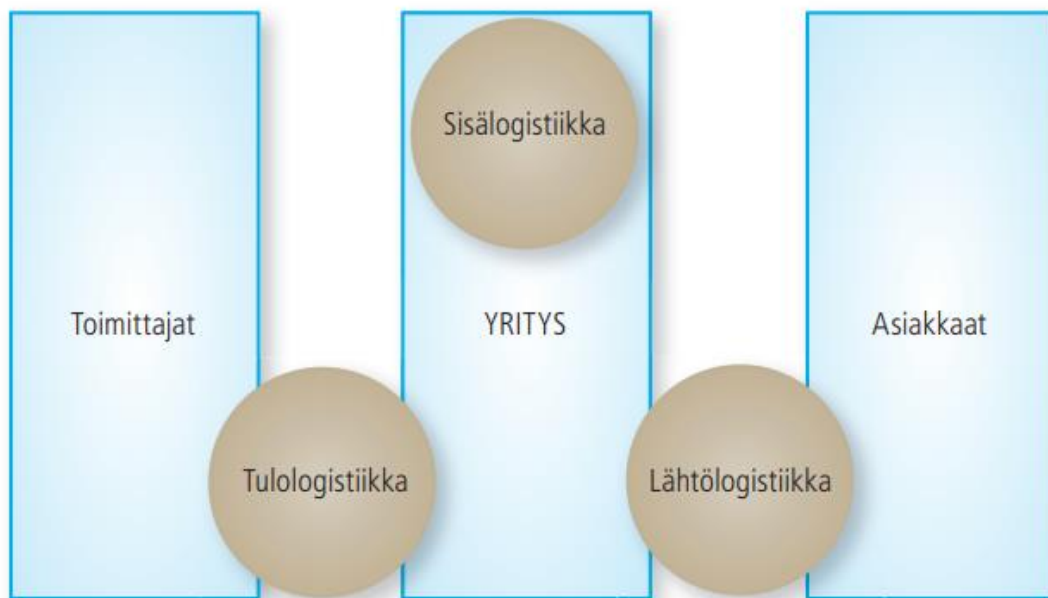 Sisälogistiikka
Toimittajat
YRITYS
Asiakkaat
Tulologistiikka
Lähtölogistiikka